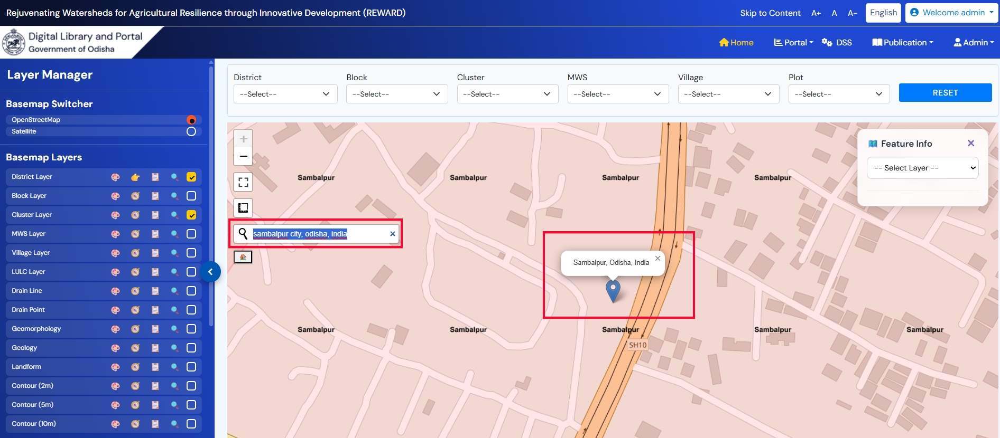 Rejuvenating Watersheds for Agricultural Resilience through Innovative Development (REWARD)
Skip to Content A+ A A- English Welcome admin
Digital Library and Portal
Government of Odisha
Home Portal DSS Publication Admin
Layer Manager
Basemap Switcher
OpenStreetMap
Satellite
Basemap Layers
District Layer
Block Layer
Cluster Layer
MWS Layer
Village Layer
LULC Layer
Drain Line
Drain Point
Geomorphology
Geology
Landform
Contour (2m)
Contour (5m)
Contour (10m)
District Block Cluster MWS Village Plot
--Select-- --Select-- --Select-- --Select-- --Select-- --Select-- RESET
+
−
sambalpur city, odisha, india ×
Feature Info ×
-- Select Layer --
Sambalpur Sambalpur Sambalpur Sambalpur
Sambalpur, Odisha, India ×
Sambalpur Sambalpur Sambalpur Sambalpur Sambalpur
SH10